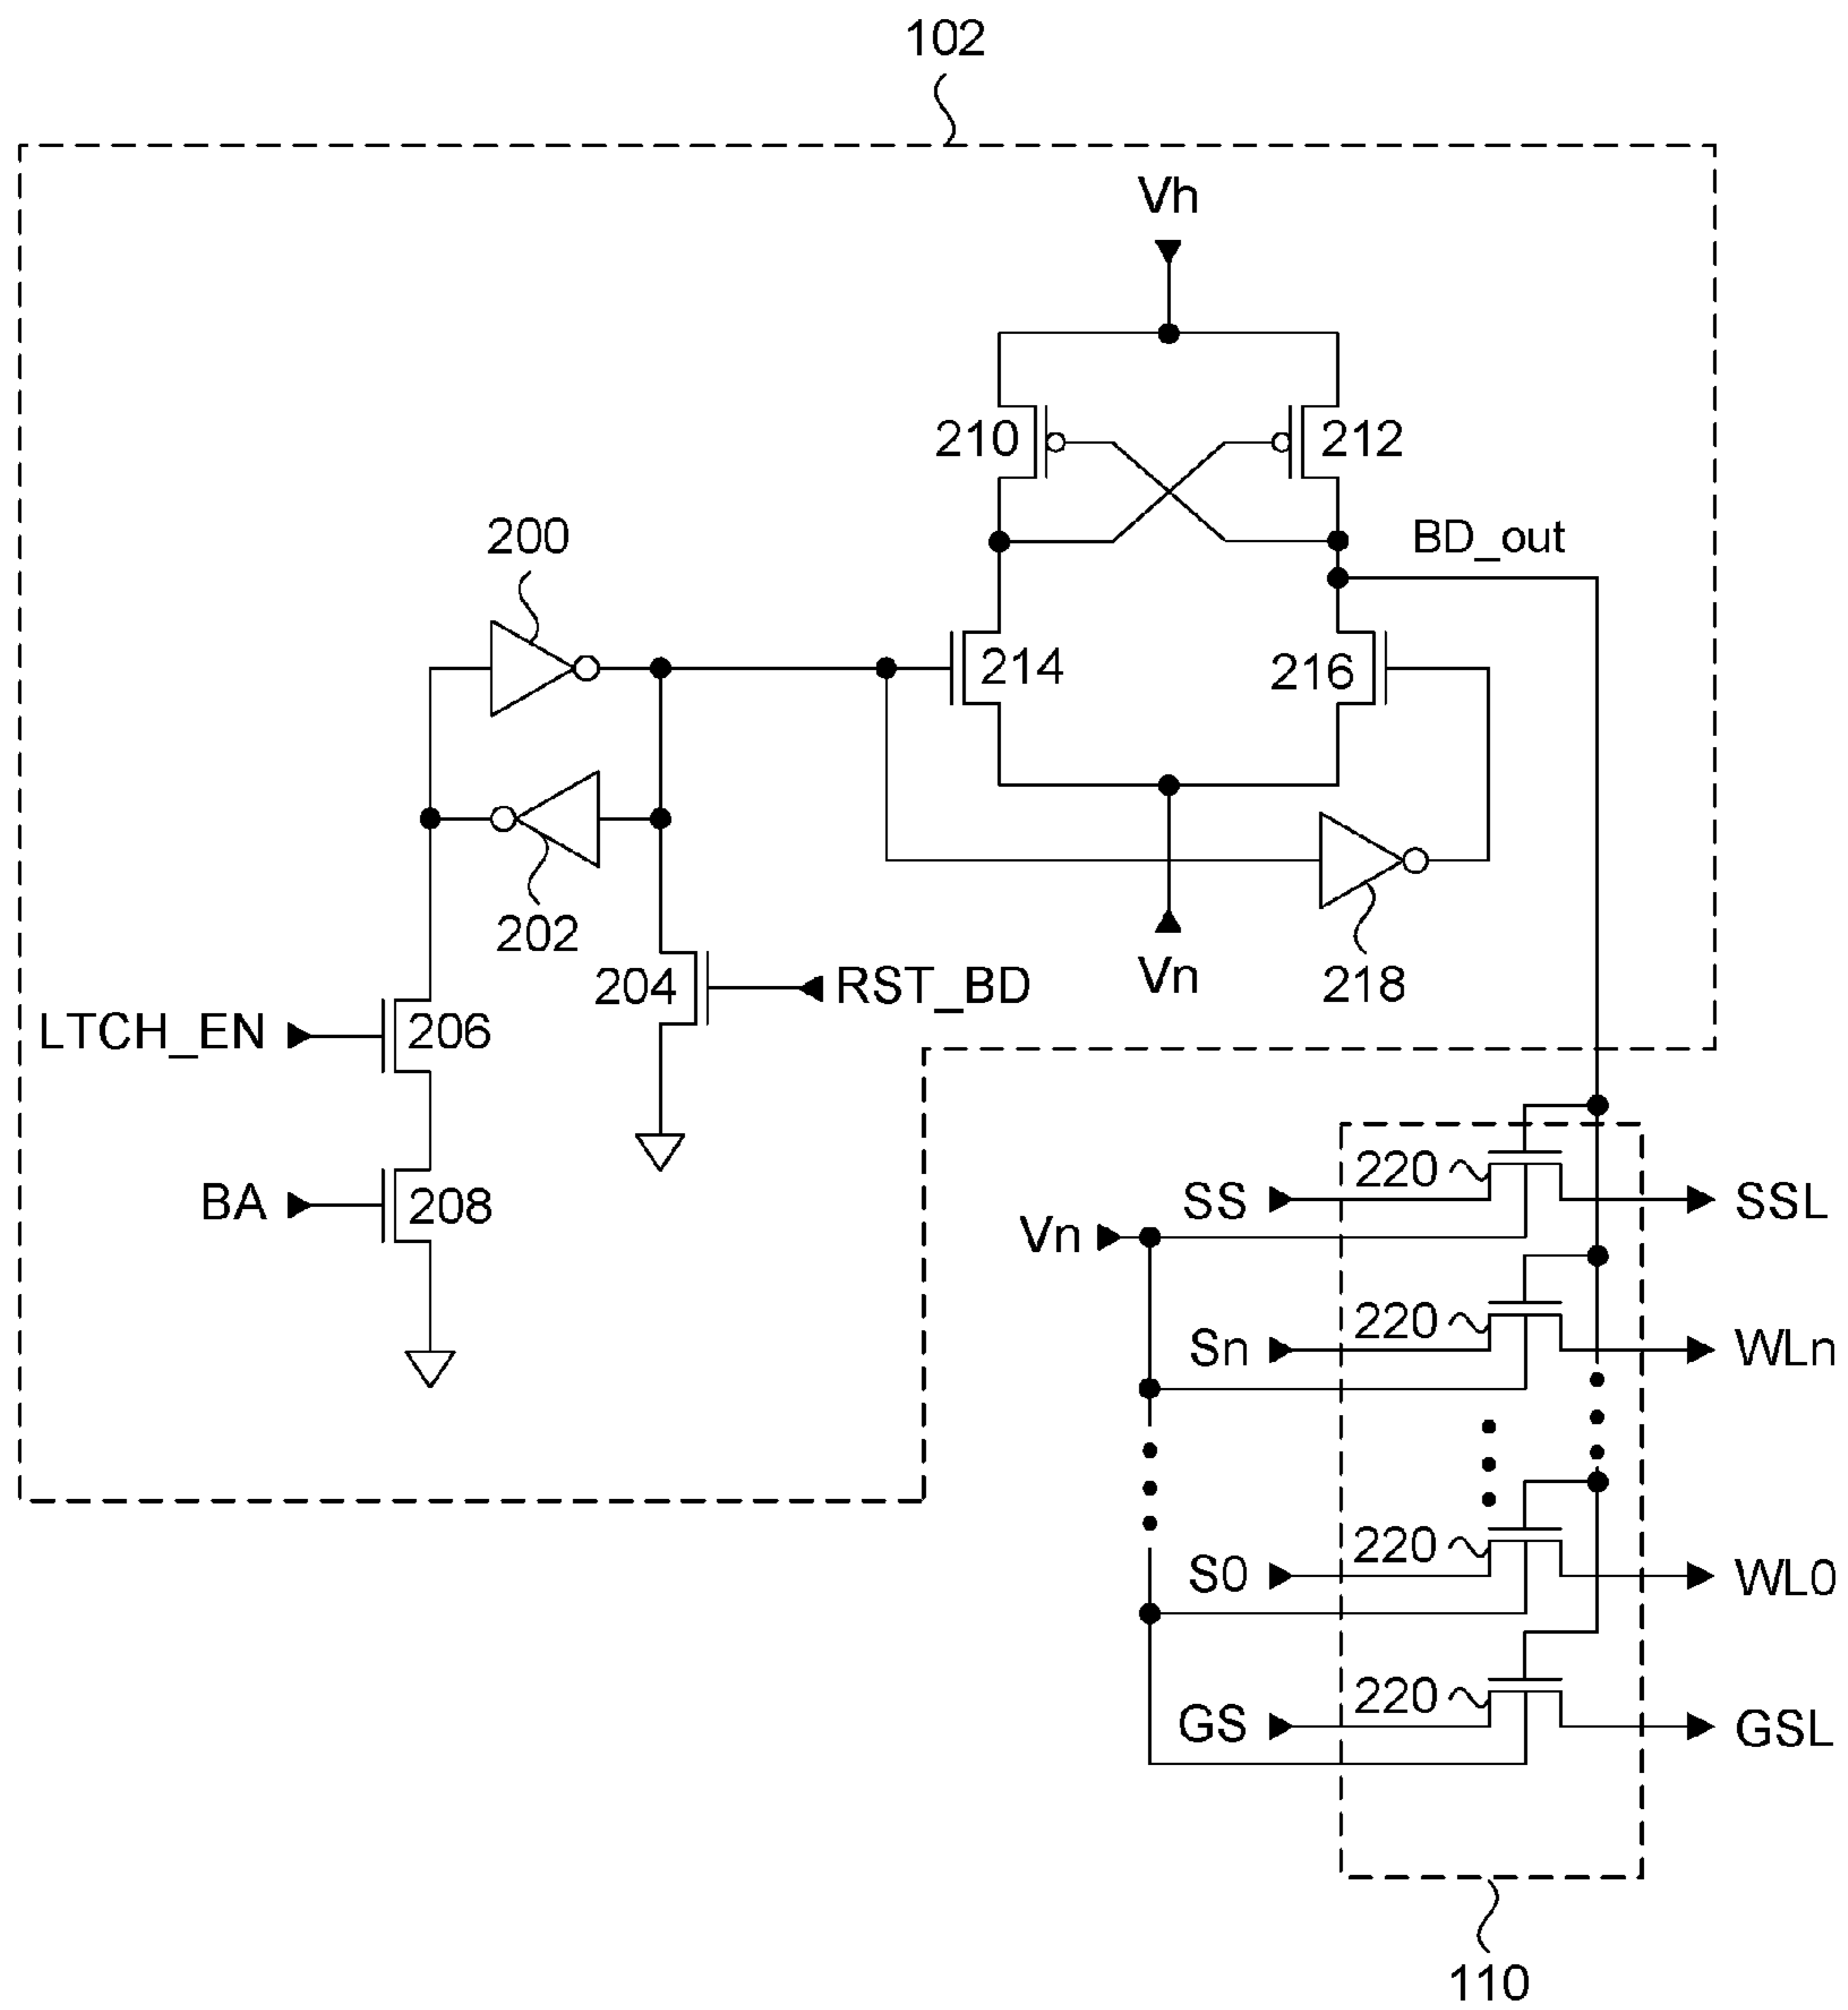 102
Vh
210
212
BD_out
200
214
216
202
204
RST_BD
Vn
218
LTCH_EN
206
BA
208
220
SS
SSL
Vn
220
Sn
WLn
220
S0
WL0
220
GS
GSL
110